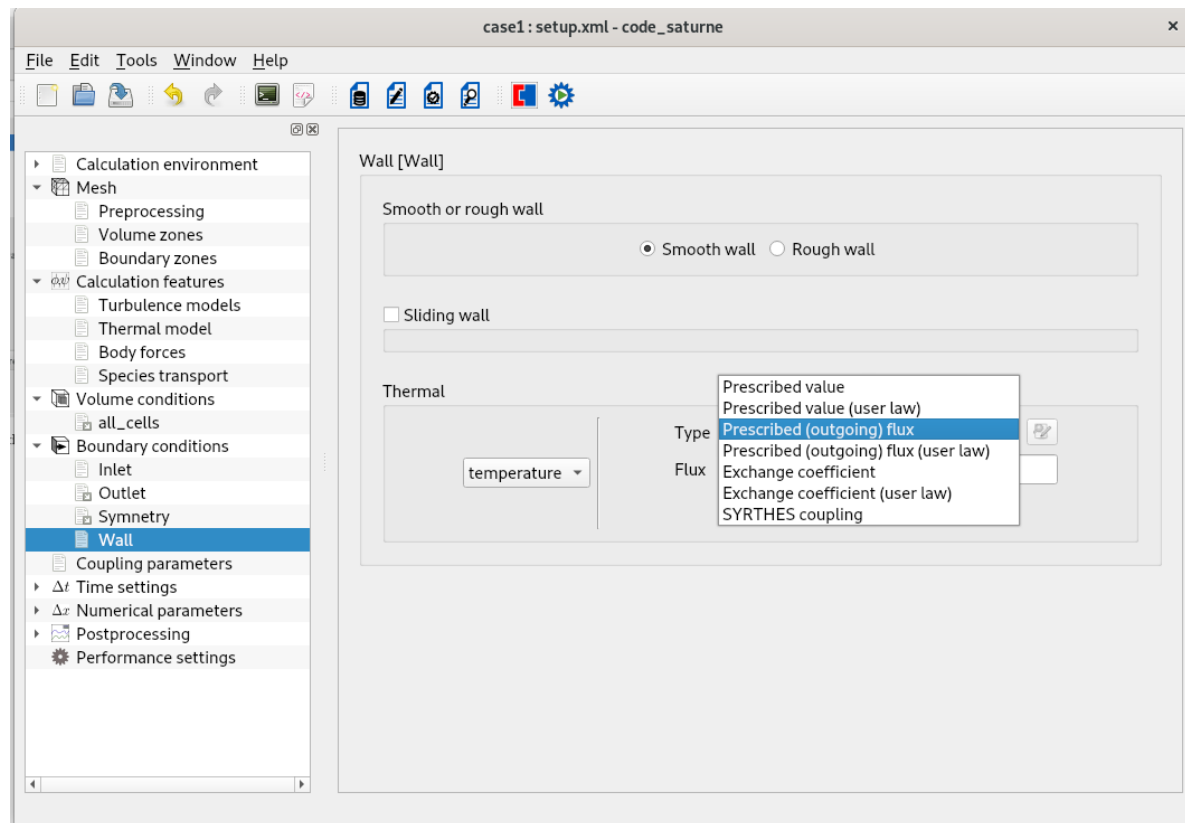 case1 : setup.xml - code_saturne
File Edit Tools Window Help
Calculation environment
Mesh
Preprocessing
Volume zones
Boundary zones
Calculation features
Turbulence models
Thermal model
Body forces
Species transport
Volume conditions
all_cells
Boundary conditions
Inlet
Outlet
Symnetry
Wall
Coupling parameters
Δt Time settings
Δx Numerical parameters
Postprocessing
Performance settings
Wall [Wall]
Smooth or rough wall
Smooth wall Rough wall
Sliding wall
Thermal
temperature
Type
Flux
Prescribed value
Prescribed value (user law)
Prescribed (outgoing) flux
Prescribed (outgoing) flux (user law)
Exchange coefficient
Exchange coefficient (user law)
SYRTHES coupling